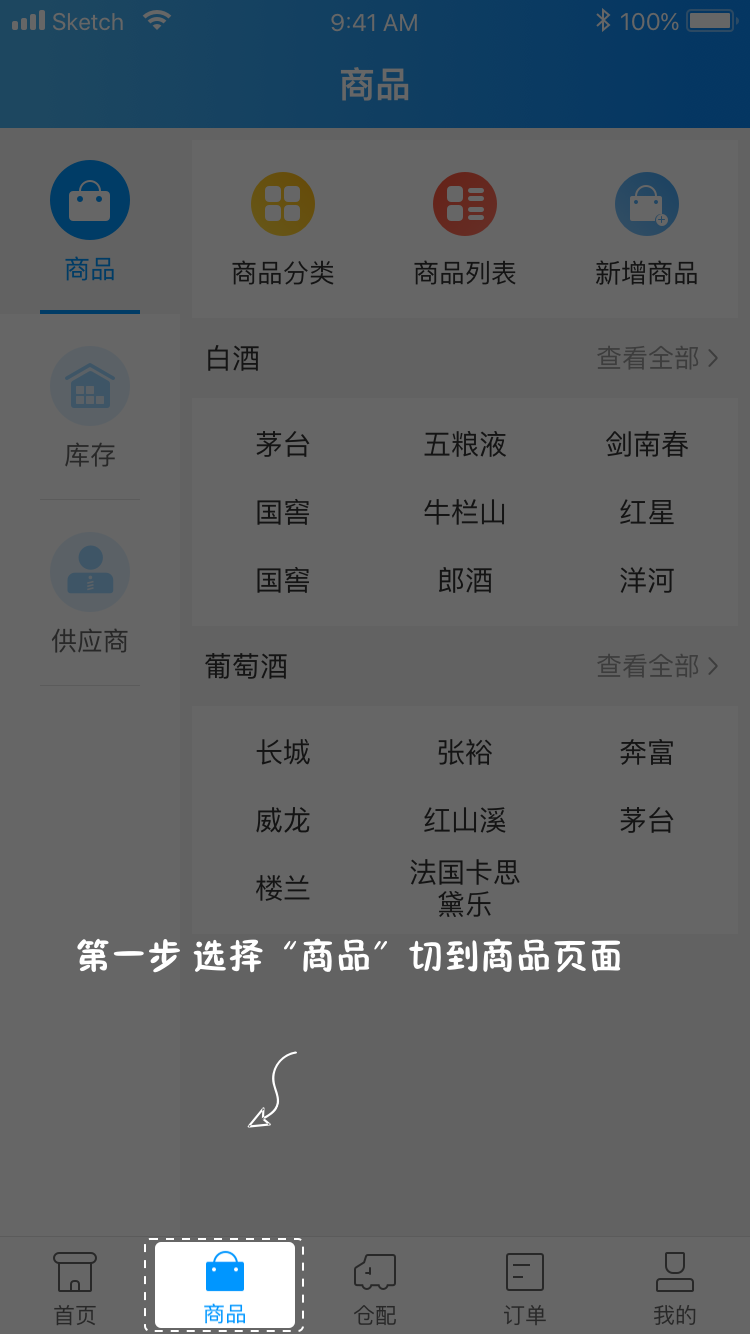 Sketch 9:41 AM 100%
商品
商品
商品分类 商品列表 新增商品
白酒 查看全部
库存
茅台 五粮液 剑南春
国窖 牛栏山 红星
国窖 郎酒 洋河
供应商
葡萄酒 查看全部
长城 张裕 奔富
威龙 红山溪 茅台
楼兰 法国卡思
黛乐
第一步 选择“商品”切到商品页面
首页 商品 仓配 订单 我的